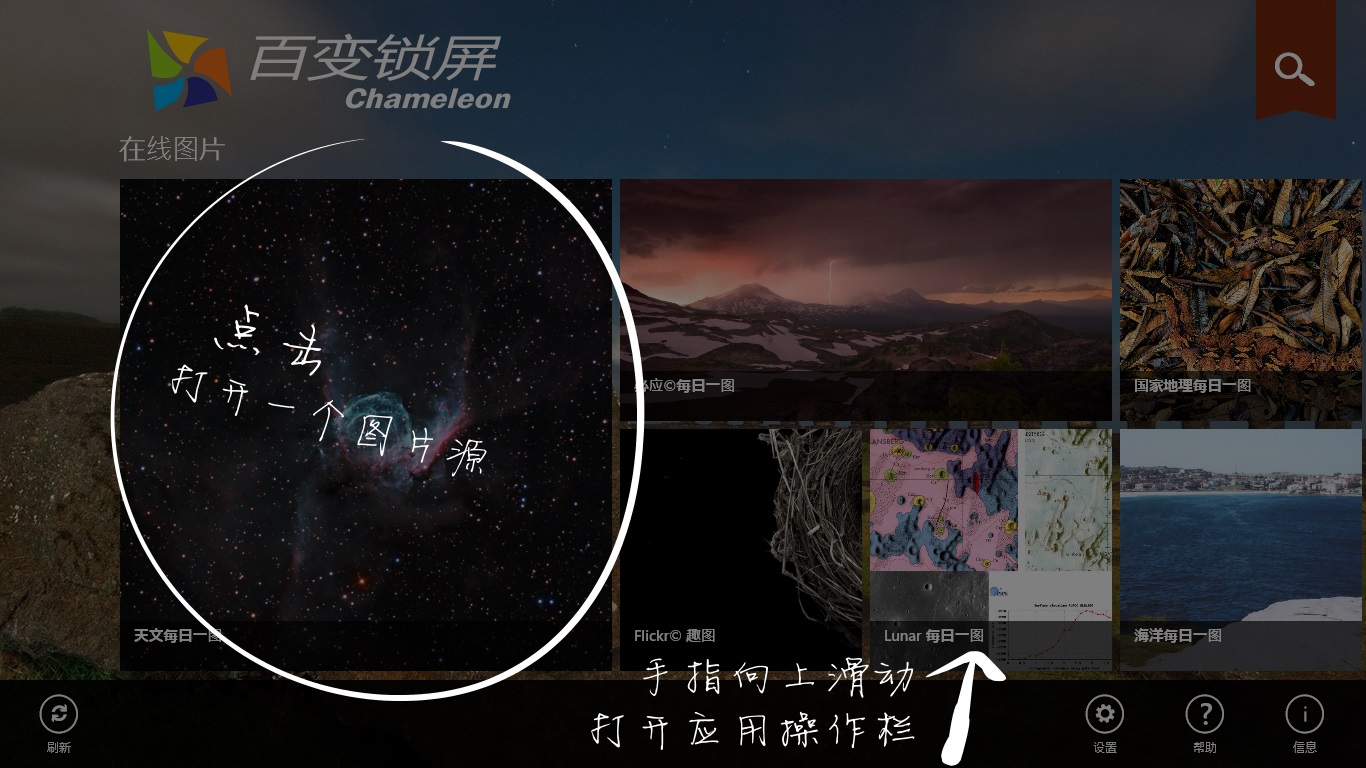 百变锁屏
Chameleon
在线图片
点击
打开一个图片源
必应©每日一图
国家地理每日一图
天文每日一图
Flickr© 趣图
Lunar 每日一图
海洋每日一图
手指向上滑动
打开应用操作栏
刷新
设置
帮助
信息